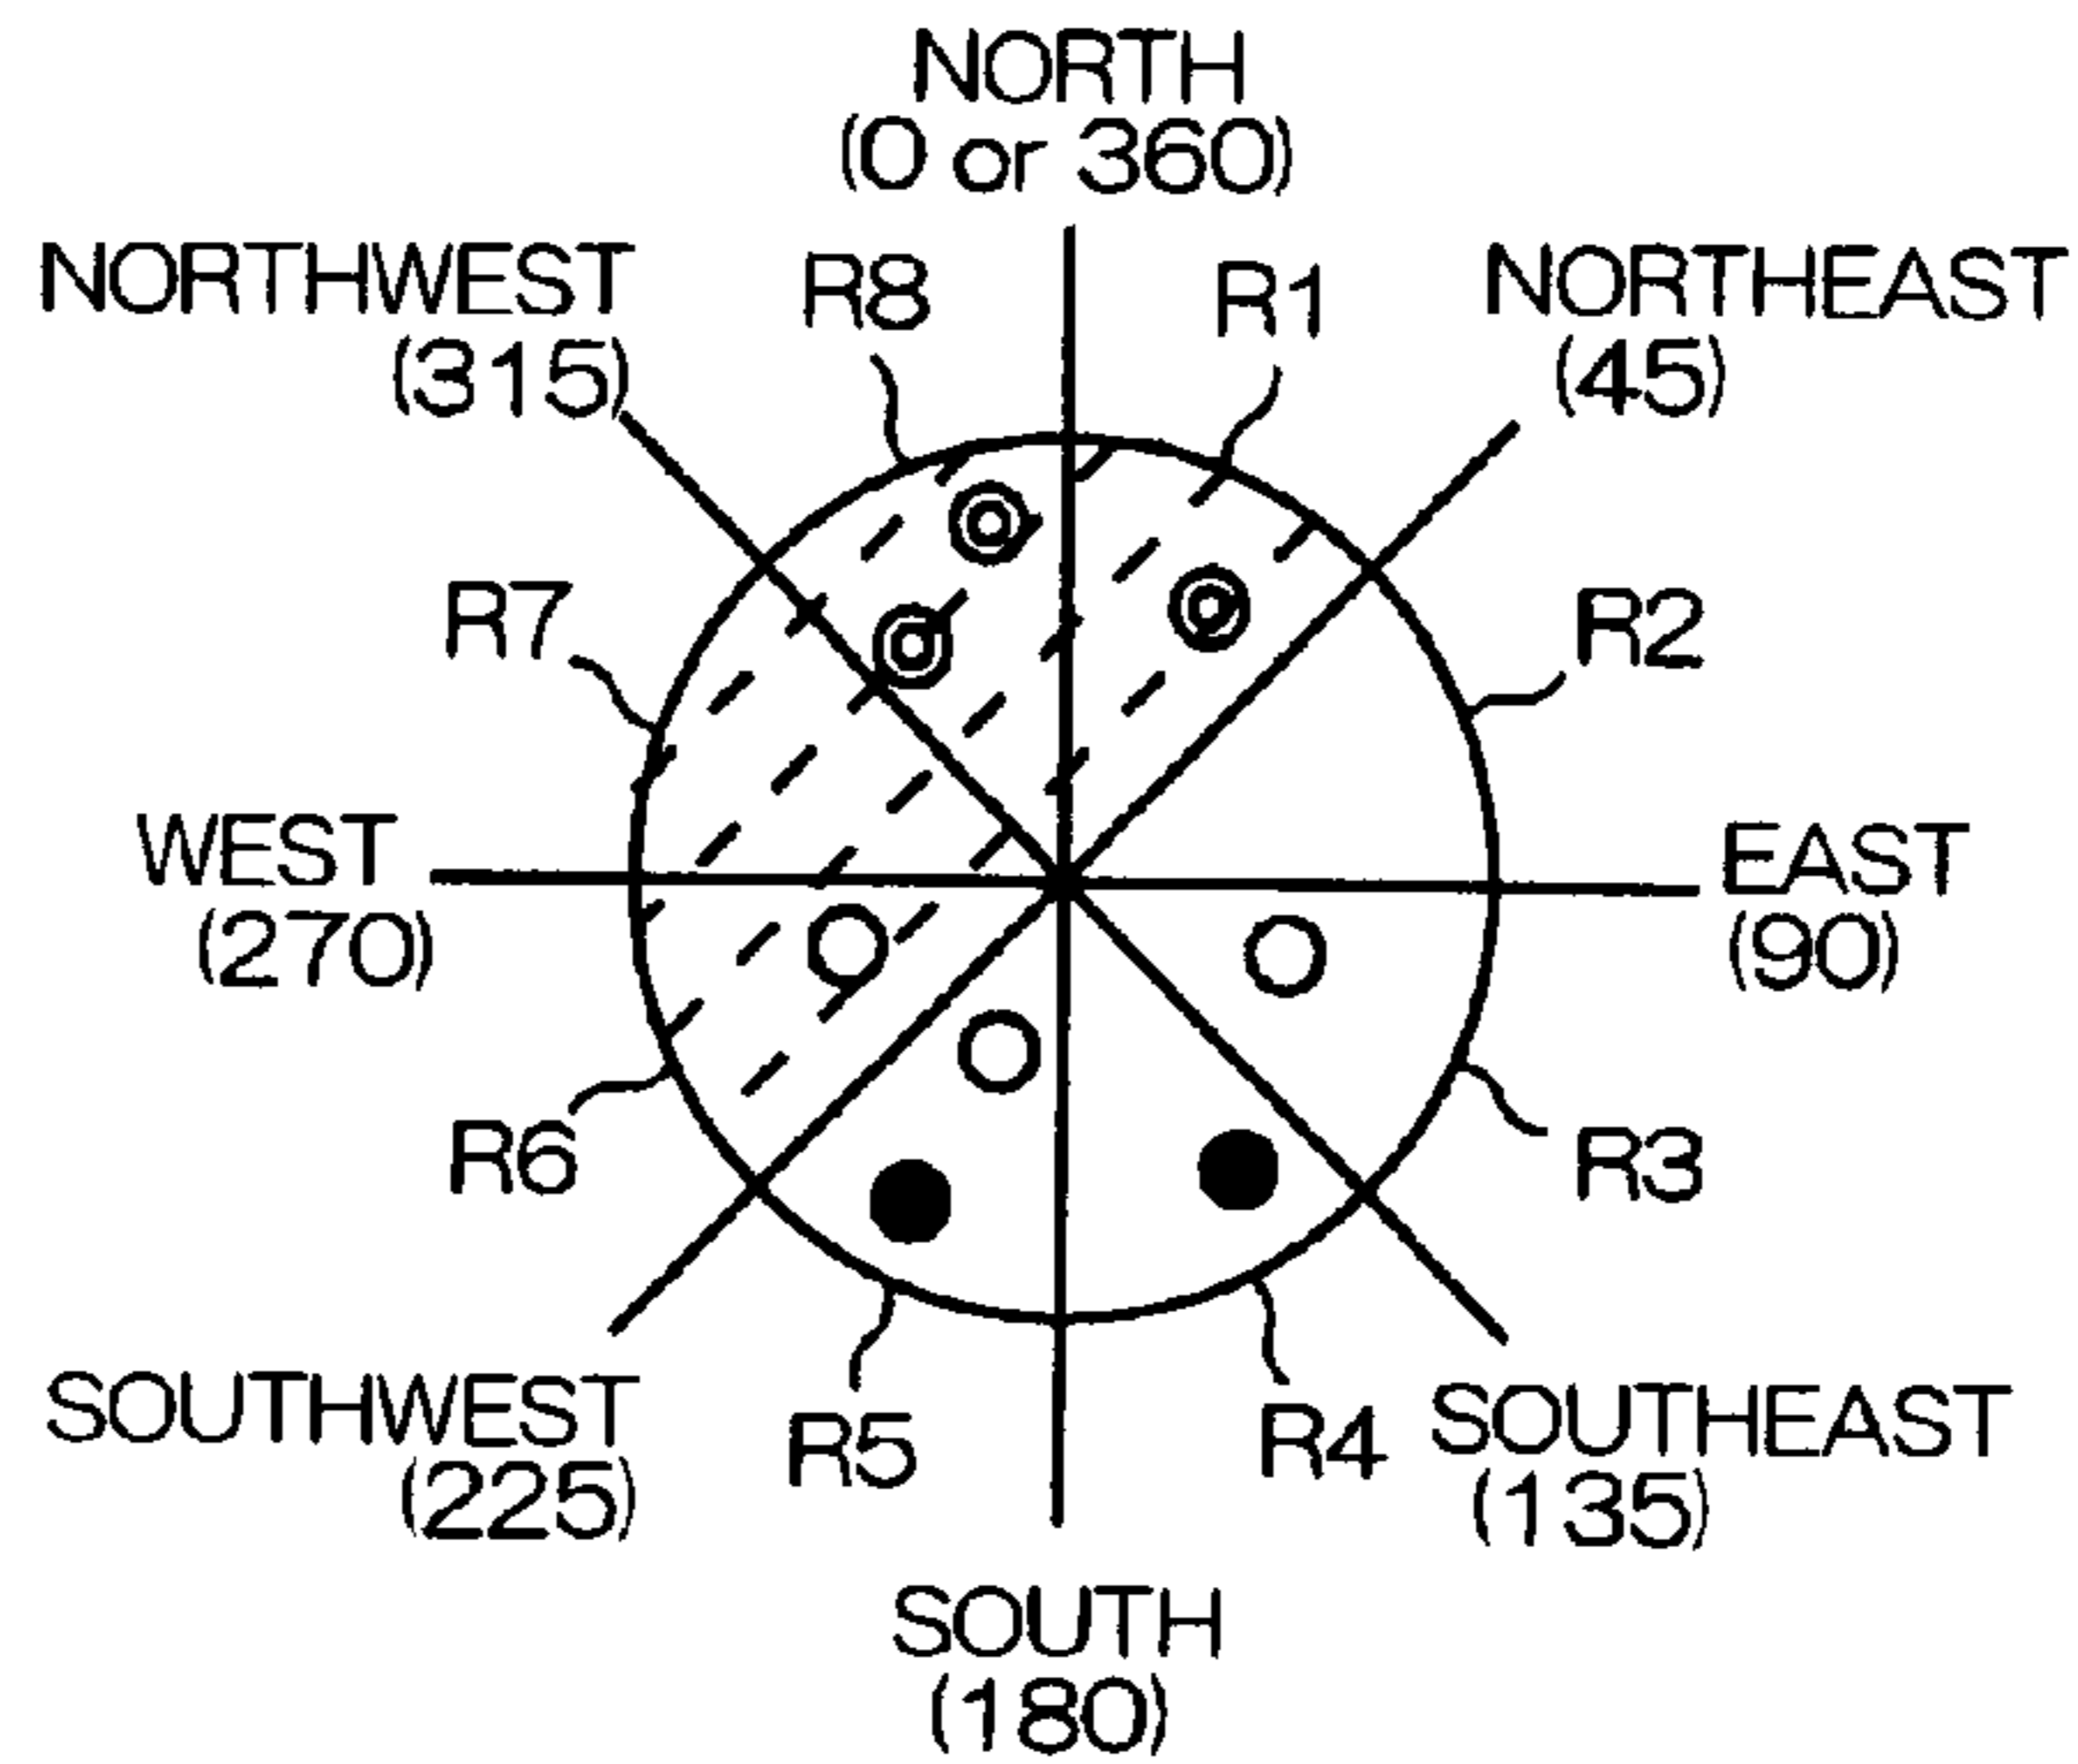 NORTH
(0 or 360)
NORTHWEST
(315)
R8
R1
NORTHEAST
(45)
R7
R2
WEST
(270)
EAST
(90)
R6
R3
SOUTHWEST
(225)
R5
R4
SOUTHEAST
(135)
SOUTH
(180)